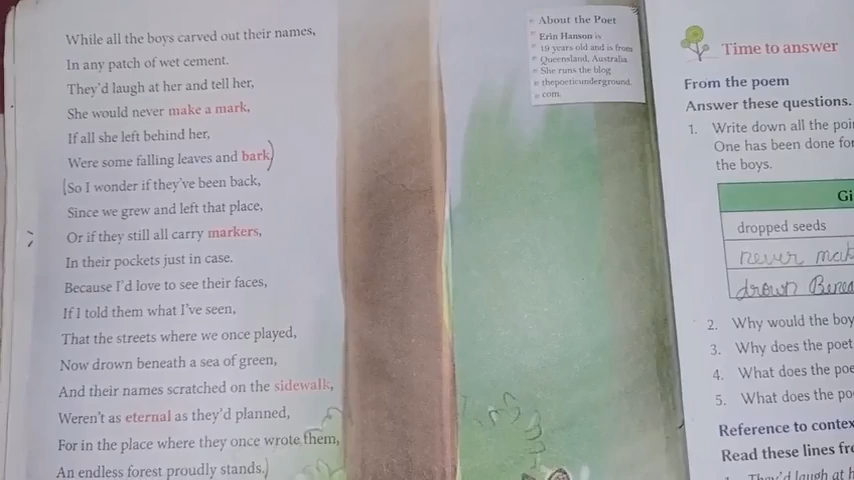 While all the boys carved out their names,
In any patch of wet cement.
They'd laugh at her and tell her,
She would never make a mark,
If all she left behind her,
Were some falling leaves and bark
So I wonder if they've been back,
Since we grew and left that place,
Or if they still all carry markers,
In their pockets just in case.
Because I'd love to see their faces,
If I told them what I've seen,
That the streets where we once played,
Now drown beneath a sea of green,
And their names scratched on the sidewalk,
Weren't as eternal as they'd planned,
For in the place where they once wrote them,
An endless forest proudly stands.
About the Poet
Erin Hanson is
19 years old and is from
Queensland, Australia.
She runs the blog
thepoeticunderground.
com.
Time to answer
From the poem
Answer these questions.
1. Write down all the
One has been done
the boys.
dropped seeds
never
drown
2. Why would the boy
3. Why does the poet
4. What does the
5. What does the
Reference to
Read these lines
They'd laugh at